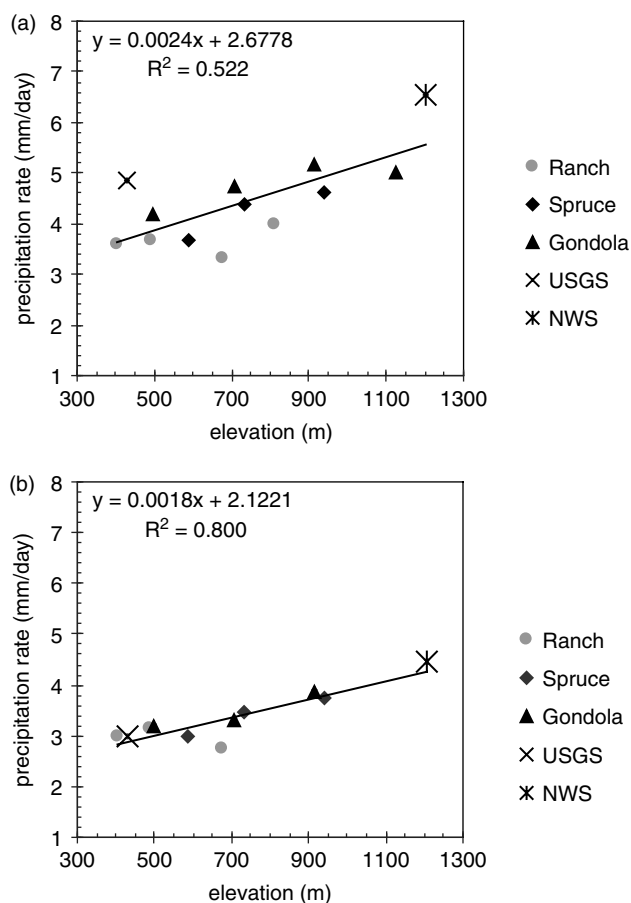 (a)
y = 0.0024x + 2.6778
R² = 0.522
precipitation rate (mm/day)
8
7
6
5
4
3
2
1
300 500 700 900 1100 1300
elevation (m)
Ranch
Spruce
Gondola
USGS
NWS
(b)
y = 0.0018x + 2.1221
R² = 0.800
precipitation rate (mm/day)
8
7
6
5
4
3
2
1
300 500 700 900 1100 1300
elevation (m)
Ranch
Spruce
Gondola
USGS
NWS